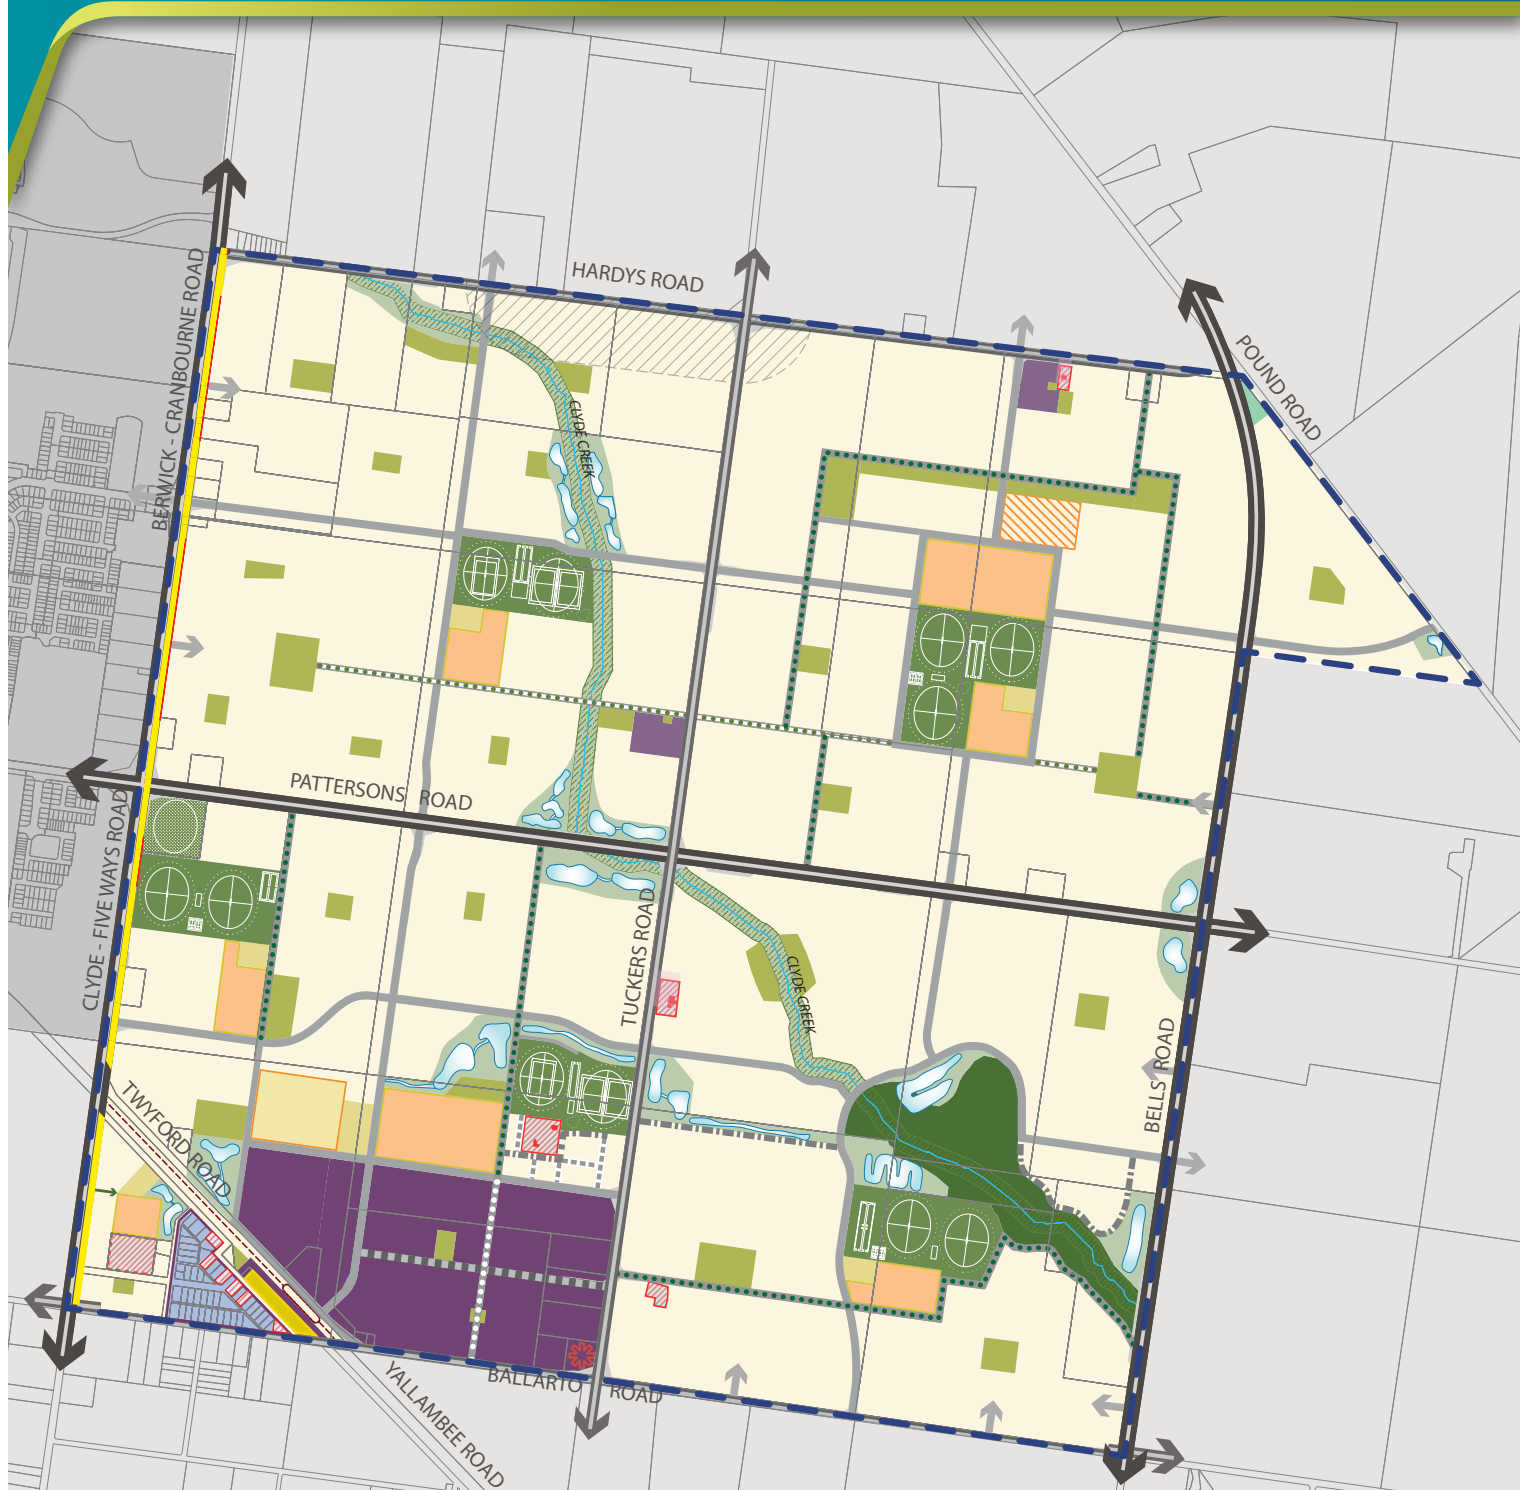 HARDYS ROAD
BERWICK - CRANBOURNE ROAD
POUND ROAD
CLYDE CREEK
PATTERSONS ROAD
CLYDE - FIVE WAYS ROAD
TUCKERS ROAD
CLYDE CREEK
BELLS ROAD
TWYFORD ROAD
YALLAMBEE ROAD
BALLARTO ROAD